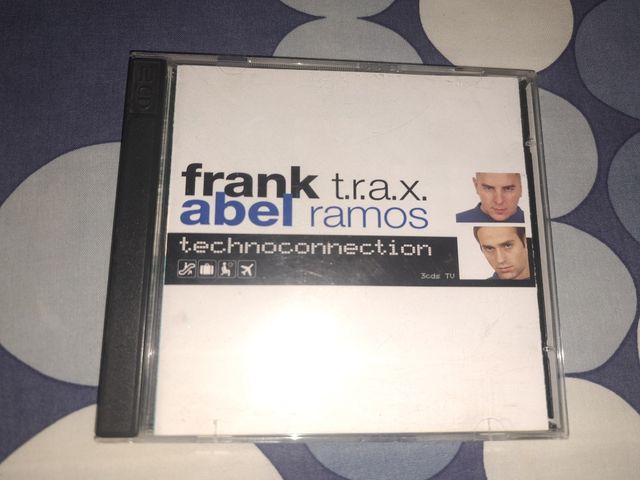 frank t.r.a.x.
abel ramos
technoconnection
3cds TV